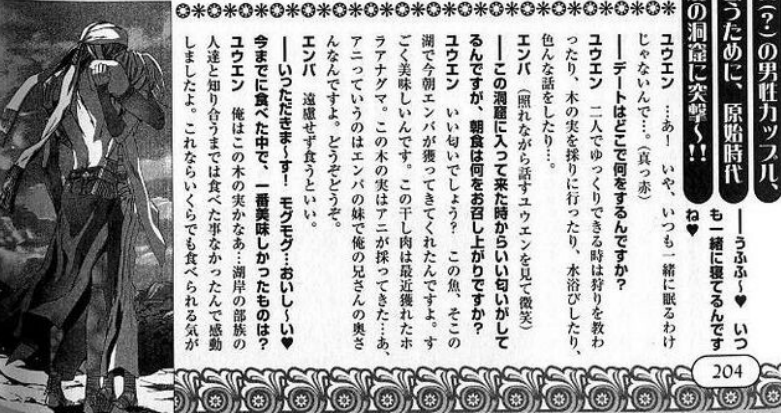 (？)の男性カップル、
うために、原始時代
の洞窟に突撃〜!!
──うふふ〜♥　いつ
も一緒に寝てるんです
ね♥
ユウエン　…あ！　いや、いつも一緒に眠るわけ
じゃないんで…。(真っ赤)
──デートはどこで何をするんですか？
ユウエン　二人でゆっくりできる時は狩りを教わ
ったり、木の実を採りに行ったり、水浴びしたり、
色んな話をしたり…。
エンバ　(照れながら話すユウエンを見て微笑)
──この洞窟に入って来た時からいい匂いがして
るんですが、朝食は何をお召し上がりですか？
ユウエン　いい匂いでしょう？　この魚、そこの
湖で今朝エンバが獲ってきてくれたんですよ。す
ごく美味しいんです。この干し肉は最近獲れたホ
ラアナグマ。この木の実はアニが採ってきた…あ、
アニっていうのはエンバの妹で俺の兄さんの奥さ
んなんですよ。どうぞどうぞ。
エンバ　遠慮せず食うといい。
──いっただきま〜す！　モグモグ…おいし〜い♥
今までに食べた中で、一番美味しかったものは？
ユウエン　俺はこの木の実かなあ…湖岸の部族の
人達と知り合うまでは食べた事なかったんで感動
しましたよ。これならいくらでも食べられる気が
204